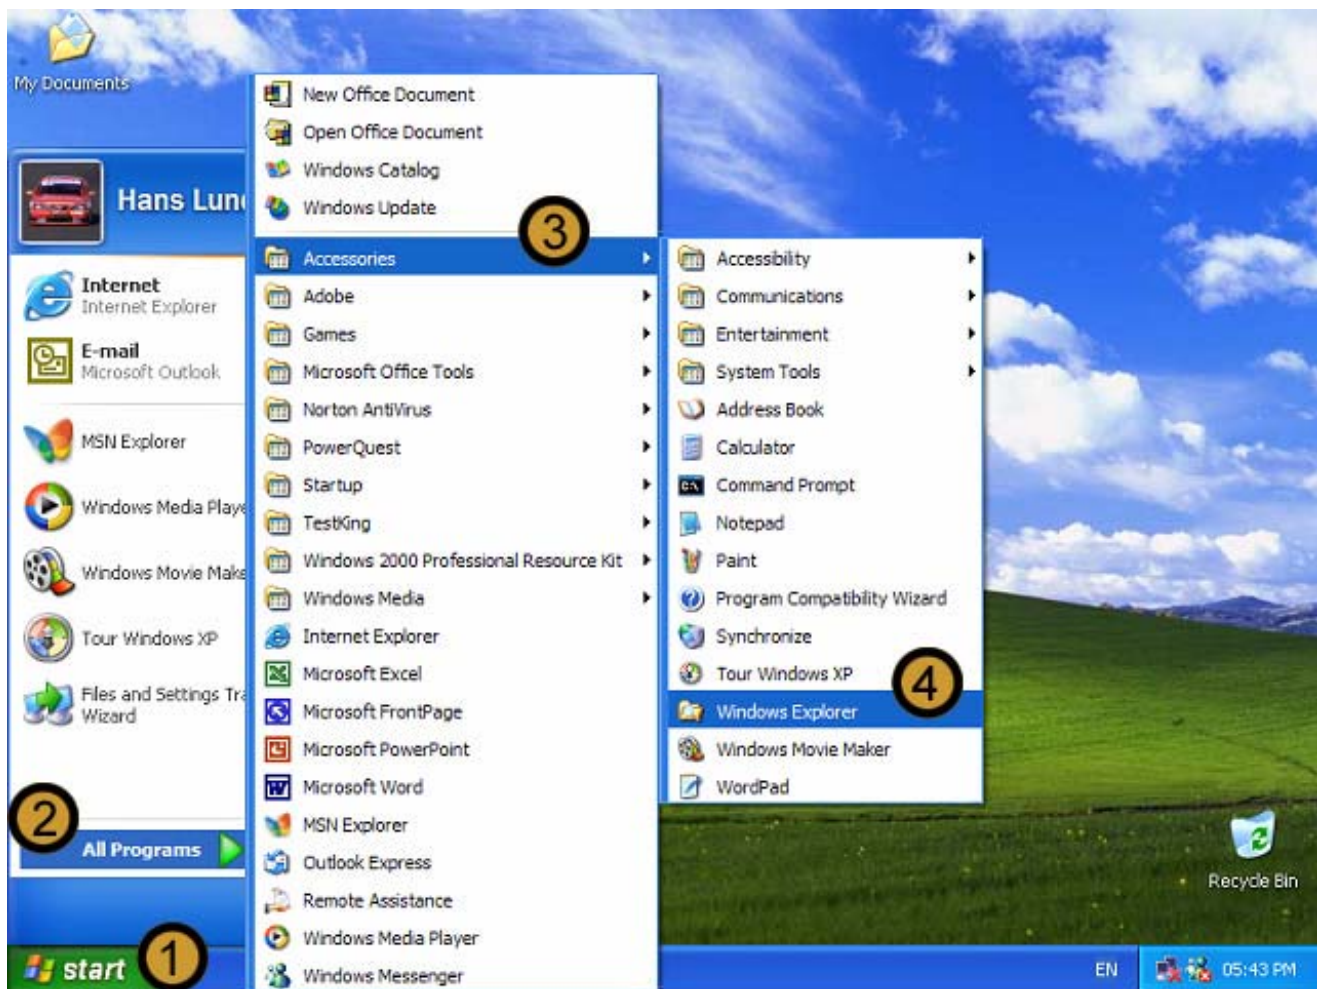 My Documents
Hans Lund
Internet
Internet Explorer
E-mail
Microsoft Outlook
MSN Explorer
Windows Media Playe
Windows Movie Make
Tour Windows XP
Files and Settings Tra
Wizard
2
All Programs
start
1
New Office Document
Open Office Document
Windows Catalog
Windows Update
3
Accessories
Adobe
Games
Microsoft Office Tools
Norton AntiVirus
PowerQuest
Startup
TestKing
Windows 2000 Professional Resource Kit
Windows Media
Internet Explorer
Microsoft Excel
Microsoft FrontPage
Microsoft PowerPoint
Microsoft Word
MSN Explorer
Outlook Express
Remote Assistance
Windows Media Player
Windows Messenger
Accessibility
Communications
Entertainment
System Tools
Address Book
Calculator
Command Prompt
Notepad
Paint
Program Compatibility Wizard
Synchronize
Tour Windows XP
4
Windows Explorer
Windows Movie Maker
WordPad
Recycle Bin
EN
05:43 PM